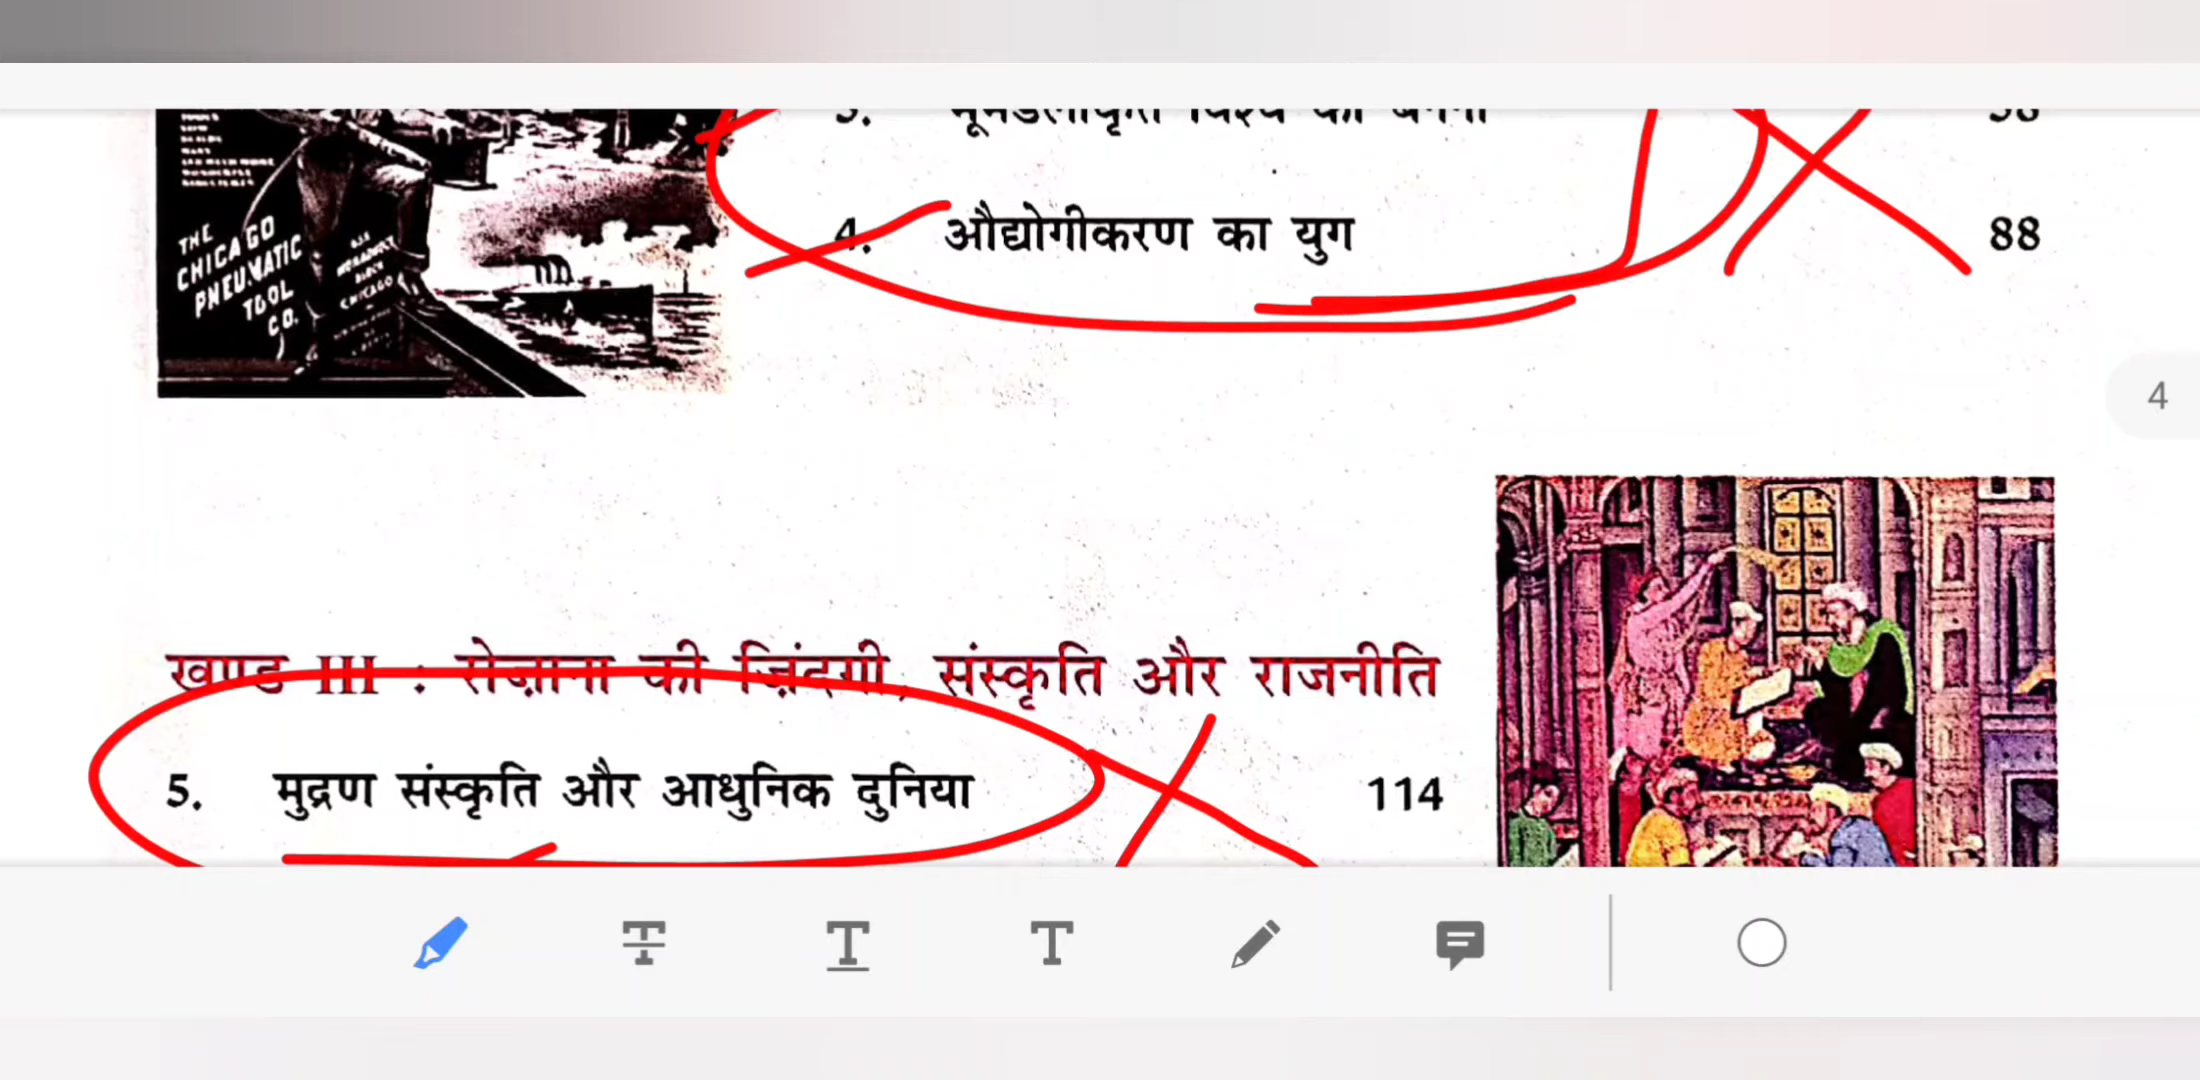 THE
CHICAGO
PNEUMATIC
TOOL
CO.
CHICAGO
4. औद्योगीकरण का युग 88
4
खण्ड III : रोज़ाना की ज़िंदगी, संस्कृति और राजनीति
5. मुद्रण संस्कृति और आधुनिक दुनिया 114